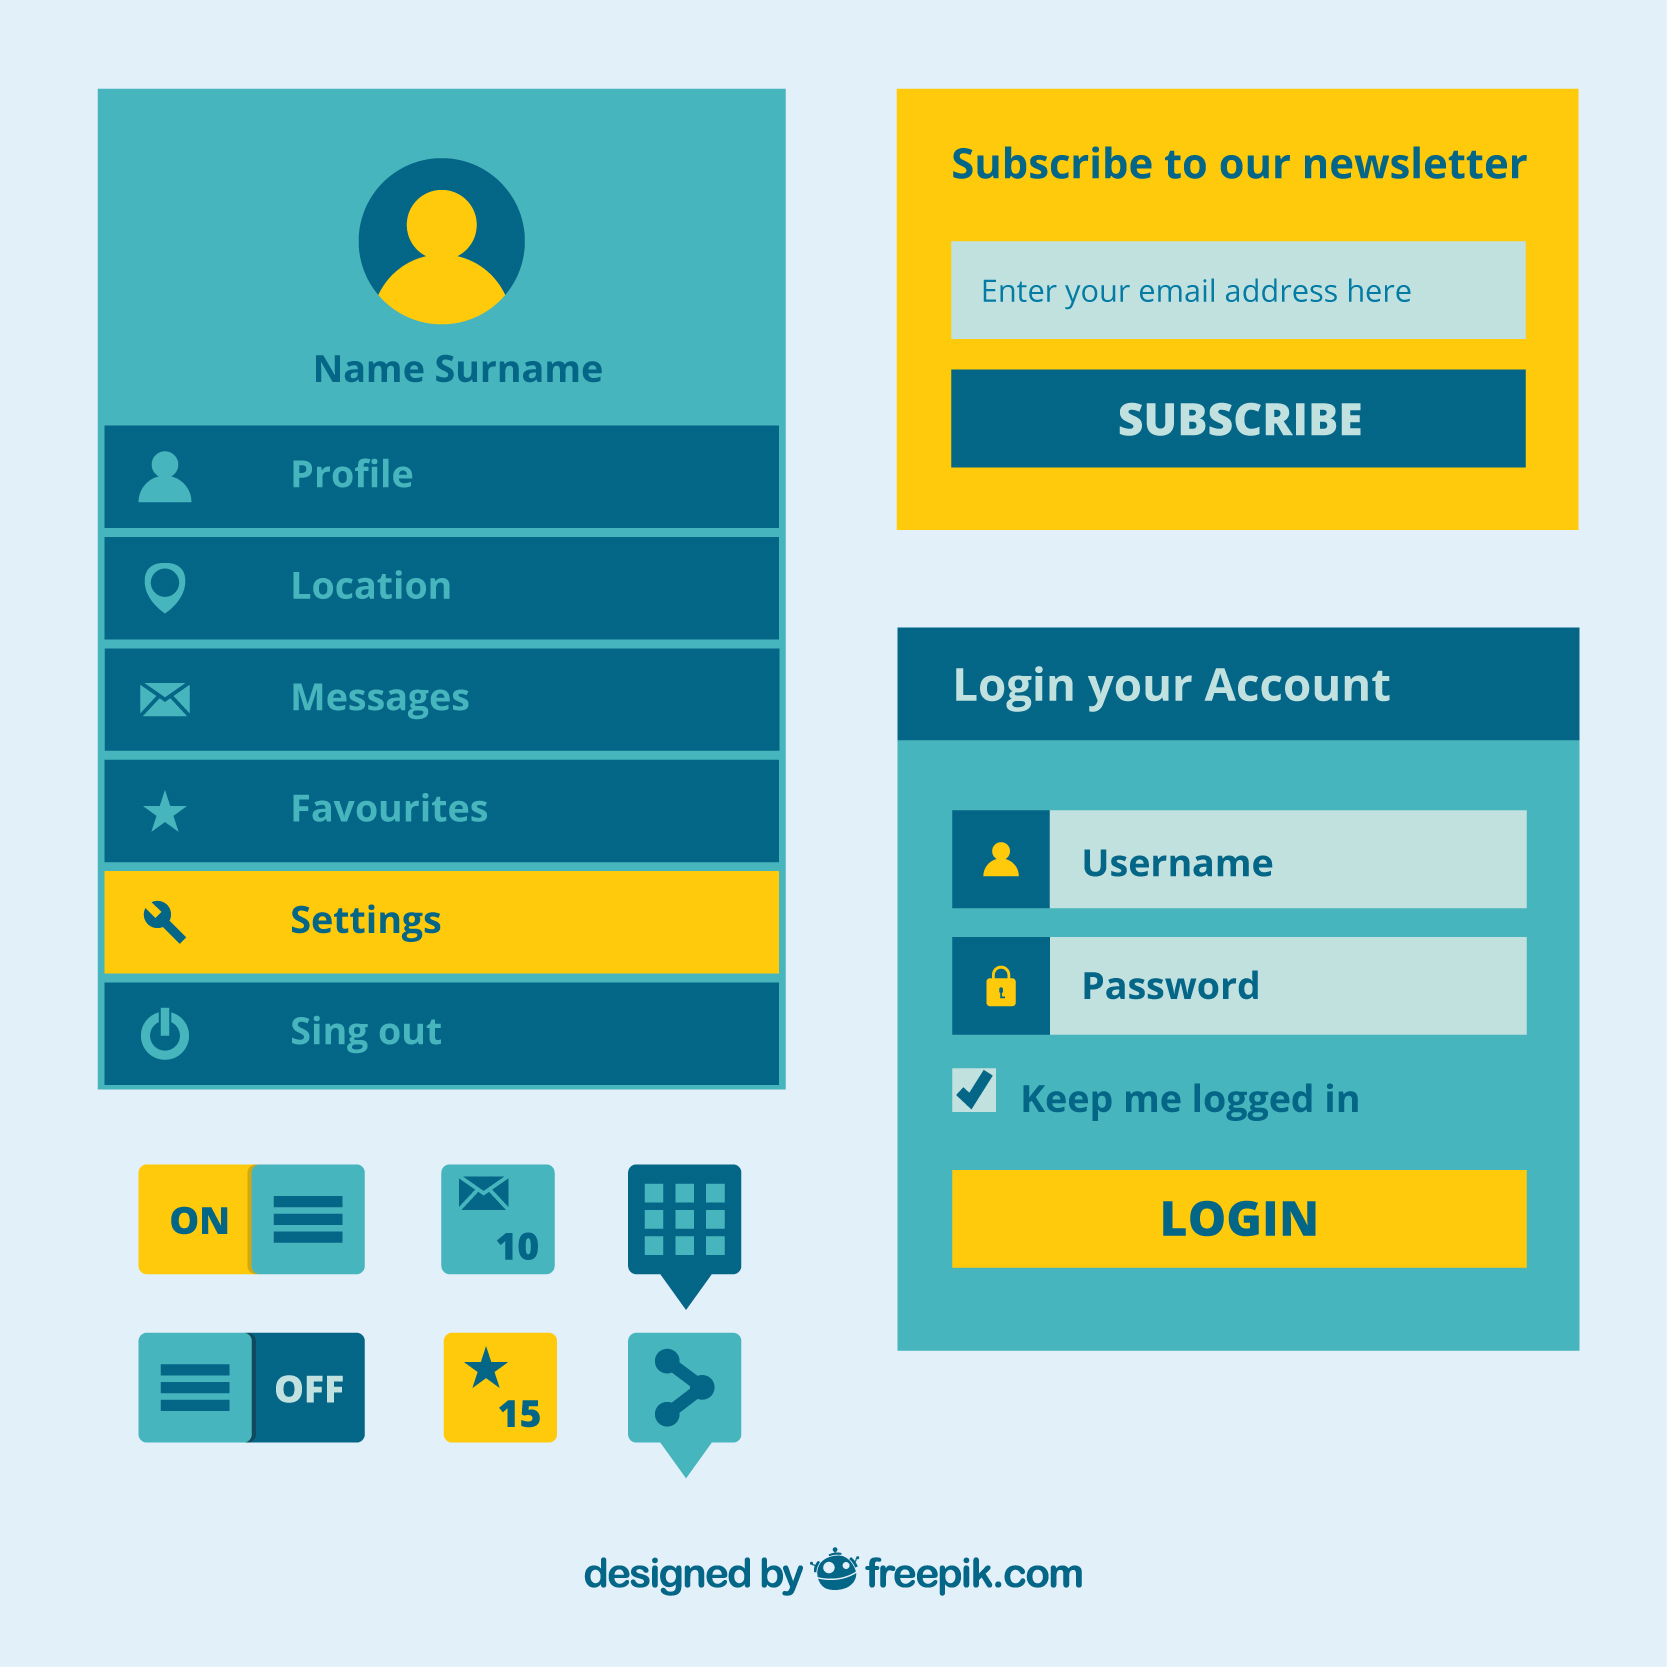 Name Surname
Profile
Location
Messages
Favourites
Settings
Sing out
Subscribe to our newsletter
Enter your email address here
SUBSCRIBE
Login your Account
Username
Password
Keep me logged in
LOGIN
ON
10
OFF
15
designed by freepik.com